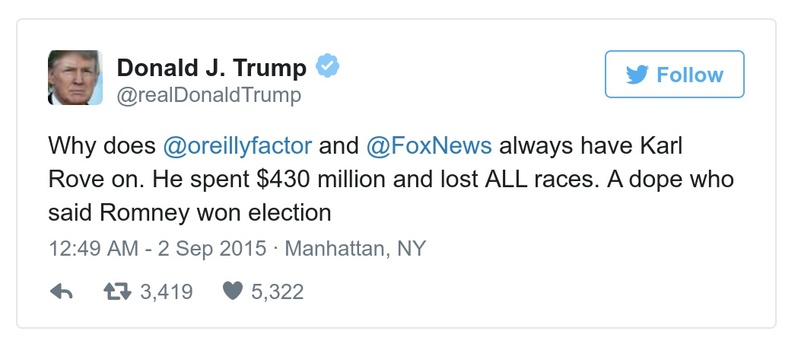 Donald J. Trump
Follow
@realDonaldTrump
Why does @oreillyfactor and @FoxNews always have Karl
Rove on. He spent $430 million and lost ALL races. A dope who
said Romney won election
12:49 AM - 2 Sep 2015 · Manhattan, NY
3,419 5,322